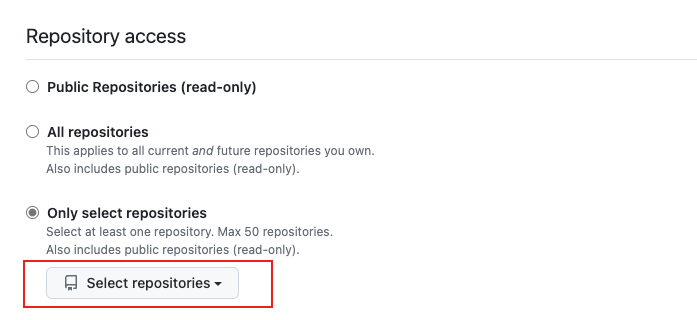 Repository access
Public Repositories (read-only)
All repositories
This applies to all current and future repositories you own.
Also includes public repositories (read-only).
Only select repositories
Select at least one repository. Max 50 repositories.
Also includes public repositories (read-only).
Select repositories